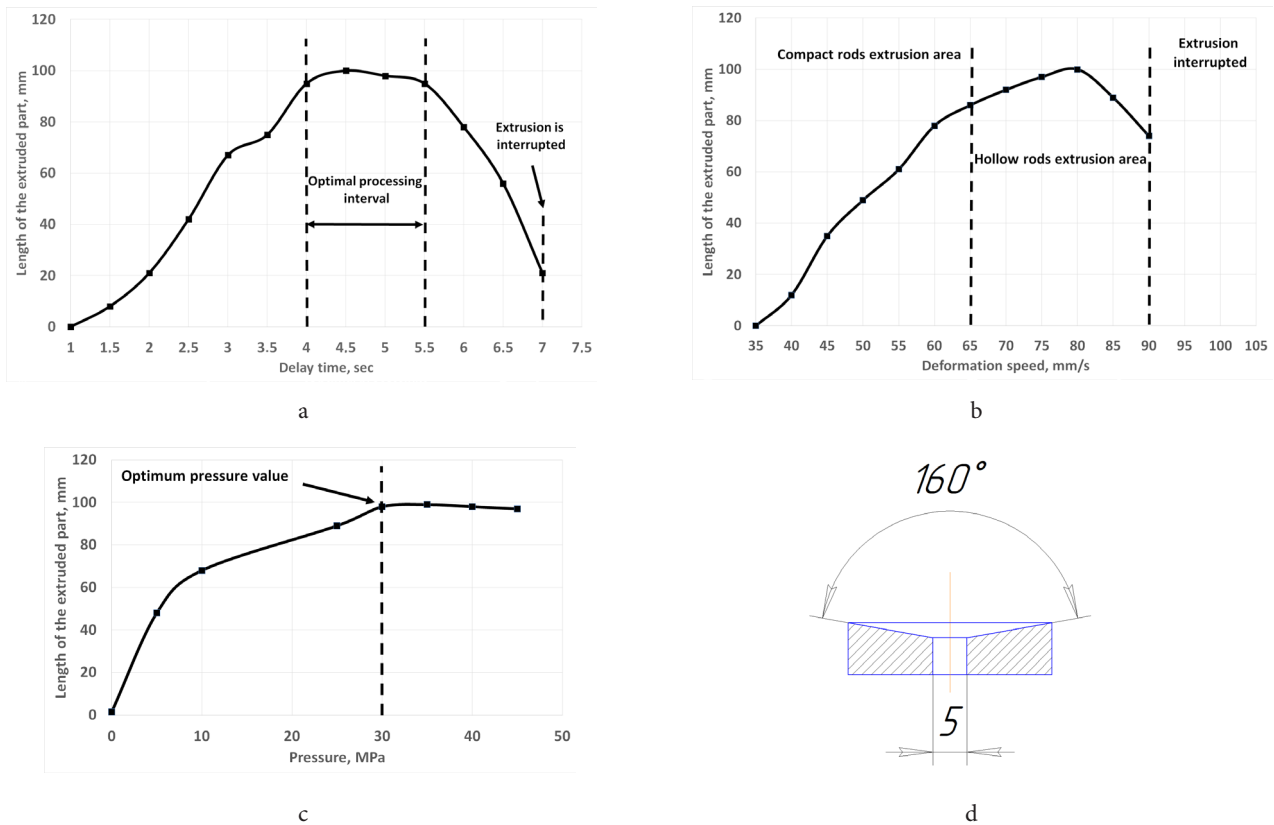 120
100
80
60
40
20
0
Length of the extruded part, mm
Optimal processing
interval
Extrusion is
interrupted
1 1.5 2 2.5 3 3.5 4 4.5 5 5.5 6 6.5 7 7.5
Delay time, sec
a
120
100
80
60
40
20
0
Length of the extruded part, mm
Compact rods extrusion area
Extrusion
interrupted
Hollow rods extrusion area
35 40 45 50 55 60 65 70 75 80 85 90 95 100 105
Deformation speed, mm/s
b
120
100
80
60
40
20
0
Length of the extruded part, mm
Optimum pressure value
0 10 20 30 40 50
Pressure, MPa
c
160°
5
d